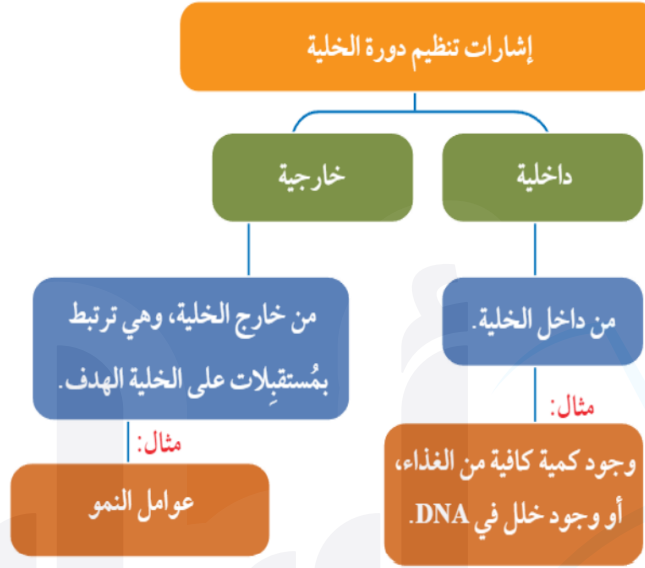 إشارات تنظيم دورة الخلية
داخلية
خارجية
من داخل الخلية.
من خارج الخلية، وهي ترتبط
بمُستقبِلات على الخلية الهدف.
مثال:
مثال:
وجود كمية كافية من الغذاء،
أو وجود خلل في DNA.
عوامل النمو